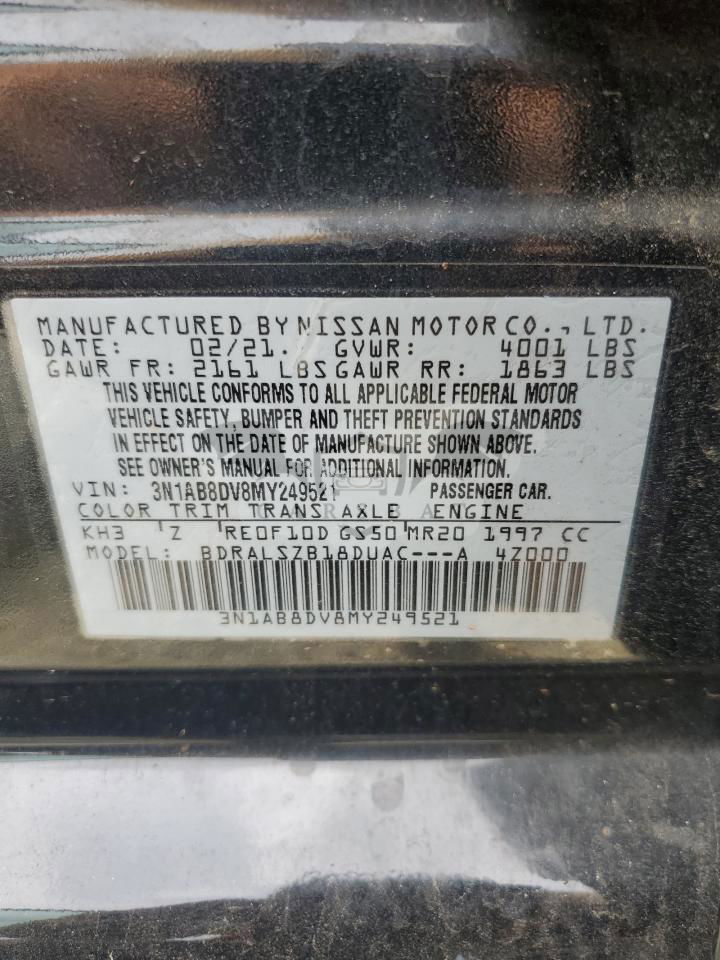 MANUFACTURED BY NISSAN MOTOR CO., LTD.
DATE: 02/21. GVWR: 4001 LBS
GAWR FR: 2161 LBS GAWR RR: 1863 LBS
THIS VEHICLE CONFORMS TO ALL APPLICABLE FEDERAL MOTOR
VEHICLE SAFETY, BUMPER AND THEFT PREVENTION STANDARDS
IN EFFECT ON THE DATE OF MANUFACTURE SHOWN ABOVE.
SEE OWNER'S MANUAL FOR ADDITIONAL INFORMATION.
VIN: 3N1AB8DV8MY249521 PASSENGER CAR.
COLOR TRIM TRANS AXLE ENGINE
KH3 Z RE0F10D GS50 MR20 1997 CC
MODEL: BDRALSZB18DUAC---A 4Z000
3N1AB8DV8MY249521